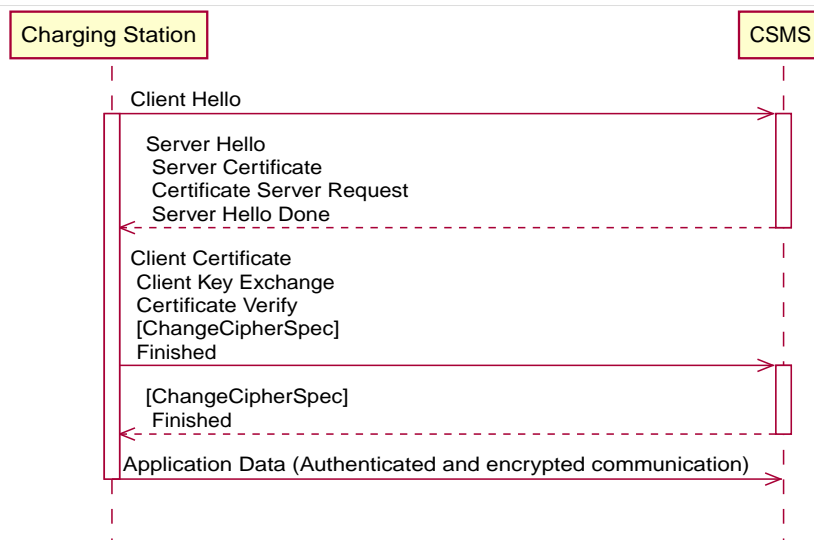 Charging Station
CSMS
Client Hello
Server Hello
Server Certificate
Certificate Server Request
Server Hello Done
Client Certificate
Client Key Exchange
Certificate Verify
[ChangeCipherSpec]
Finished
[ChangeCipherSpec]
Finished
Application Data (Authenticated and encrypted communication)